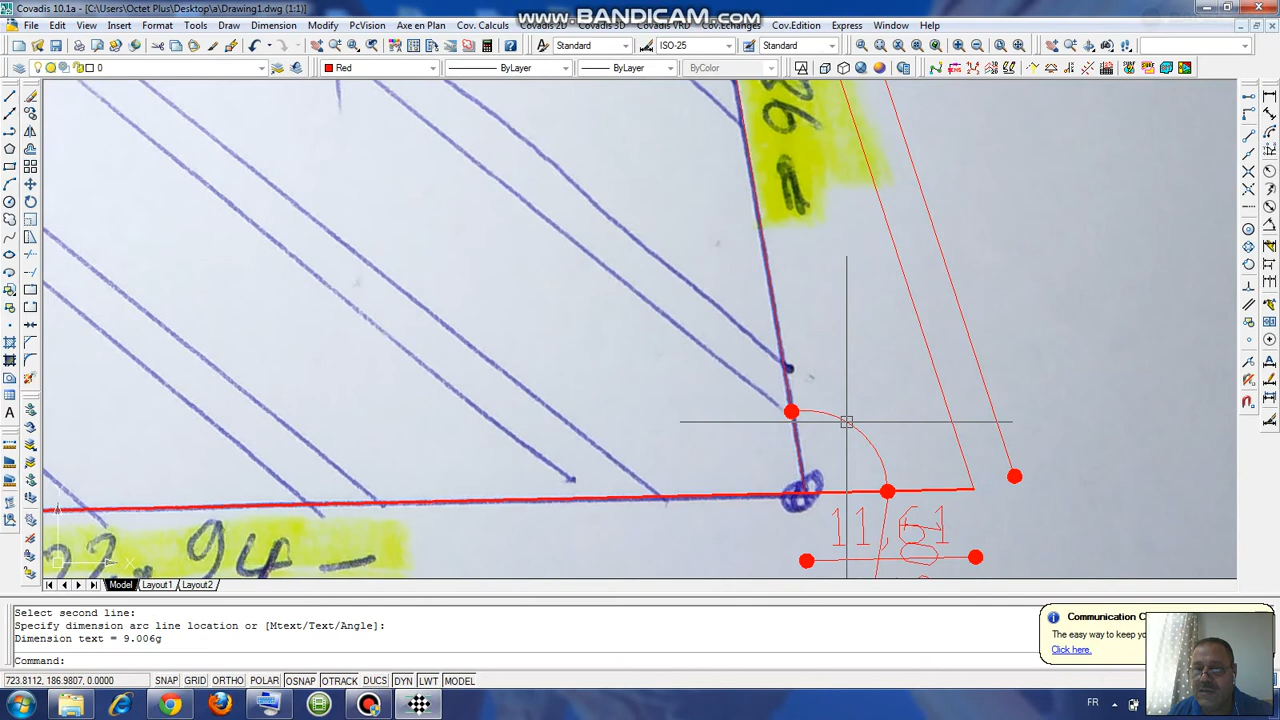 Covadis 10.1a - [C:\Users\Octet Plus\Desktop\a\Drawing1.dwg (1:1)]
www.BANDICAM.com
File Edit View Insert Format Tools Draw Dimension Modify PcVision Axe en Plan Cov. Calculs Covadis 2D Covadis 3D Covadis VRD Cov.Echanges Cov.Edition Express Window Help
Standard ISO-25 Standard
0 Red ByLayer ByLayer ByColor
11,61
94 -
Model Layout1 Layout2
Select second line:
Specify dimension arc line location or [Mtext/Text/Angle]:
Dimension text = 9.006g
Command:
Communication C
The easy way to keep yo
Click here.
723.8112, 186.9807, 0.0000 SNAP GRID ORTHO POLAR OSNAP OTRACK DUCS DYN LWT MODEL
FR